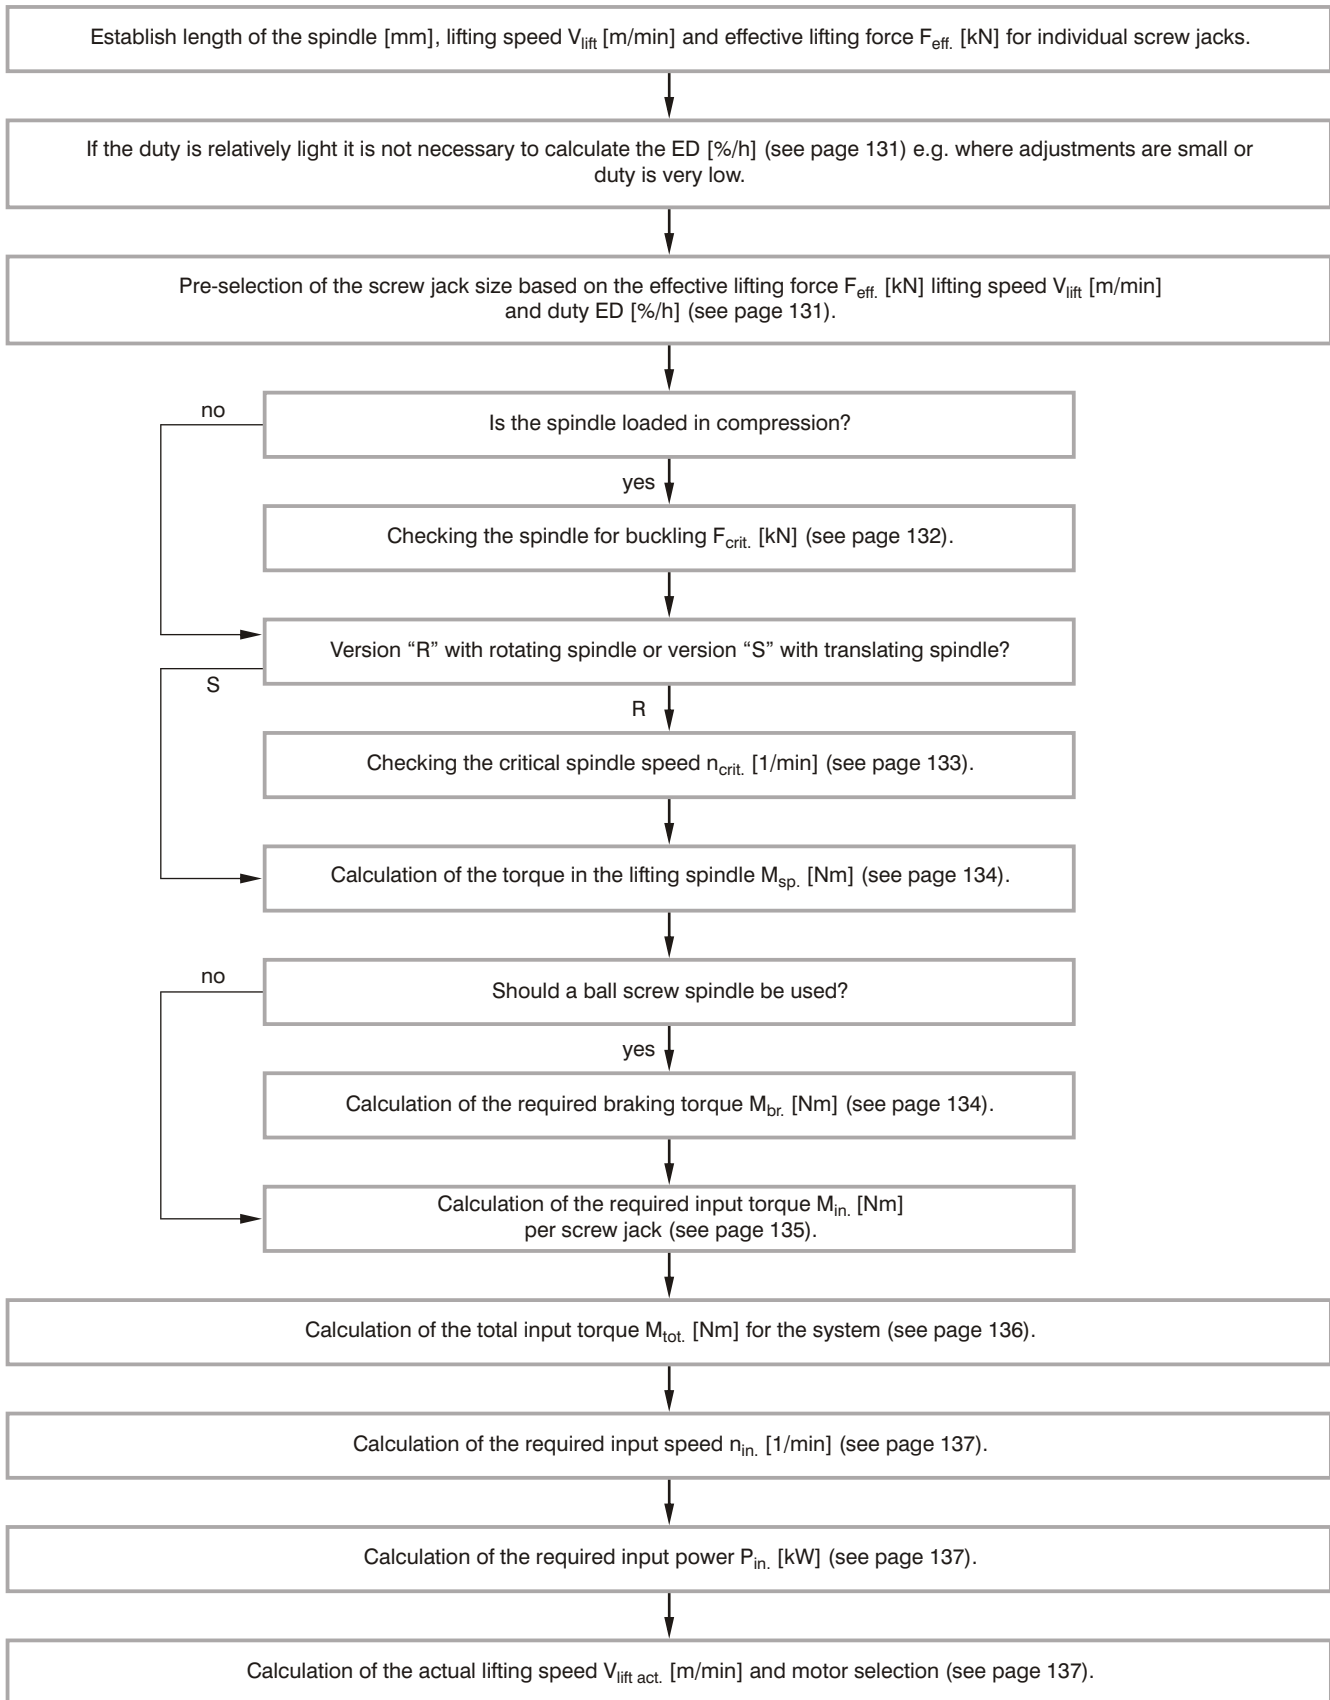 Establish length of the spindle [mm], lifting speed Vlift [m/min] and effective lifting force Feff. [kN] for individual screw jacks.
If the duty is relatively light it is not necessary to calculate the ED [%/h] (see page 131) e.g. where adjustments are small or
duty is very low.
Pre-selection of the screw jack size based on the effective lifting force Feff. [kN] lifting speed Vlift [m/min]
and duty ED [%/h] (see page 131).
no
Is the spindle loaded in compression?
yes
Checking the spindle for buckling Fcrit. [kN] (see page 132).
Version “R” with rotating spindle or version “S” with translating spindle?
S
R
Checking the critical spindle speed ncrit. [1/min] (see page 133).
Calculation of the torque in the lifting spindle Msp. [Nm] (see page 134).
no
Should a ball screw spindle be used?
yes
Calculation of the required braking torque Mbr. [Nm] (see page 134).
Calculation of the required input torque Min. [Nm]
per screw jack (see page 135).
Calculation of the total input torque Mtot. [Nm] for the system (see page 136).
Calculation of the required input speed nin. [1/min] (see page 137).
Calculation of the required input power Pin. [kW] (see page 137).
Calculation of the actual lifting speed Vlift act. [m/min] and motor selection (see page 137).